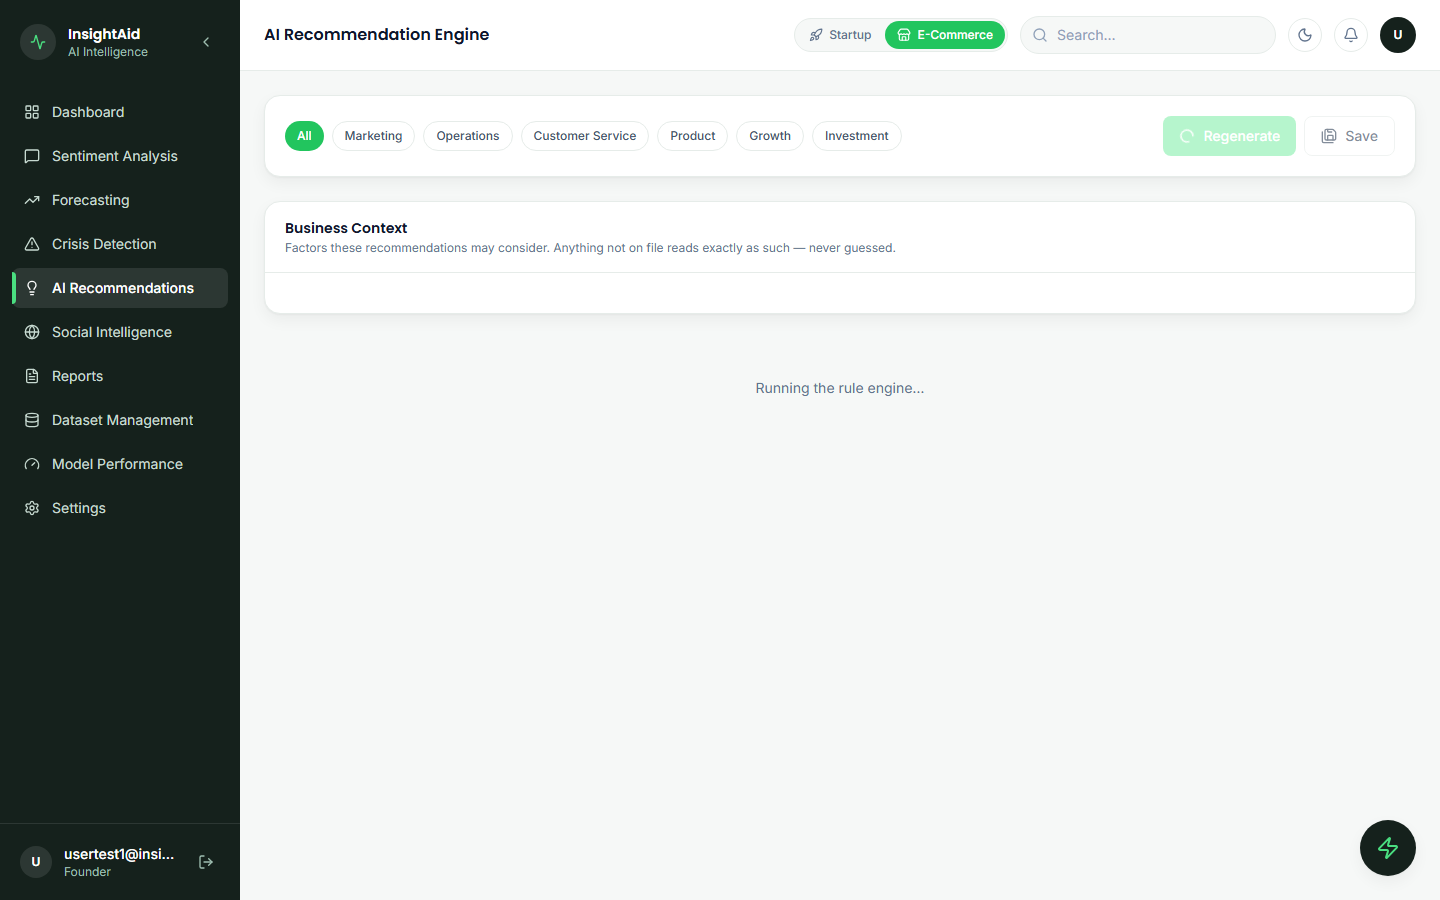 InsightAid
AI Intelligence
Dashboard
Sentiment Analysis
Forecasting
Crisis Detection
AI Recommendations
Social Intelligence
Reports
Dataset Management
Model Performance
Settings
U
usertest1@insi...
Founder
AI Recommendation Engine
Startup
E-Commerce
Search...
U
All
Marketing
Operations
Customer Service
Product
Growth
Investment
Regenerate
Save
Business Context
Factors these recommendations may consider. Anything not on file reads exactly as such — never guessed.
Running the rule engine...